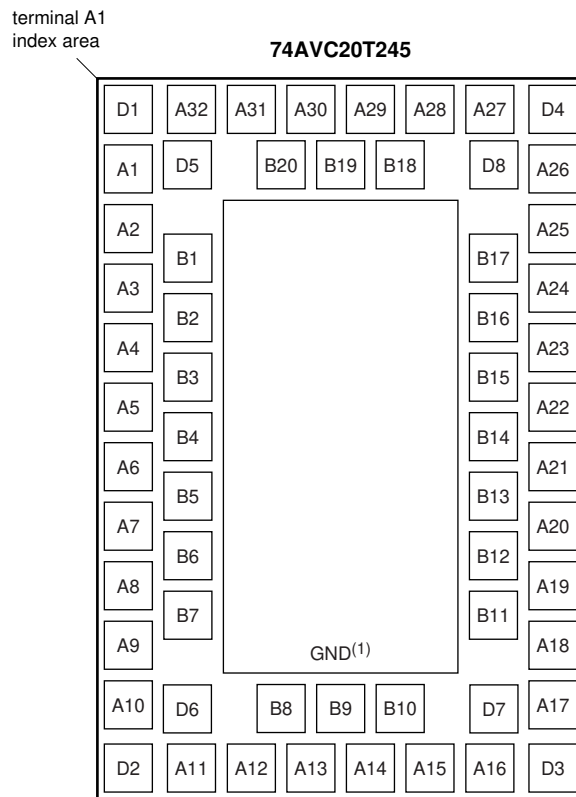 terminal A1
index area
74AVC20T245
D1 A32 A31 A30 A29 A28 A27 D4
A1 D5 B20 B19 B18 D8 A26
A2 A25
B1 B17
A3 A24
B2 B16
A4 A23
B3 B15
A5 A22
B4 B14
A6 A21
B5 B13
A7 A20
B6 B12
A8 A19
B7 B11
A9 GND(1) A18
A10 D6 B8 B9 B10 D7 A17
D2 A11 A12 A13 A14 A15 A16 D3